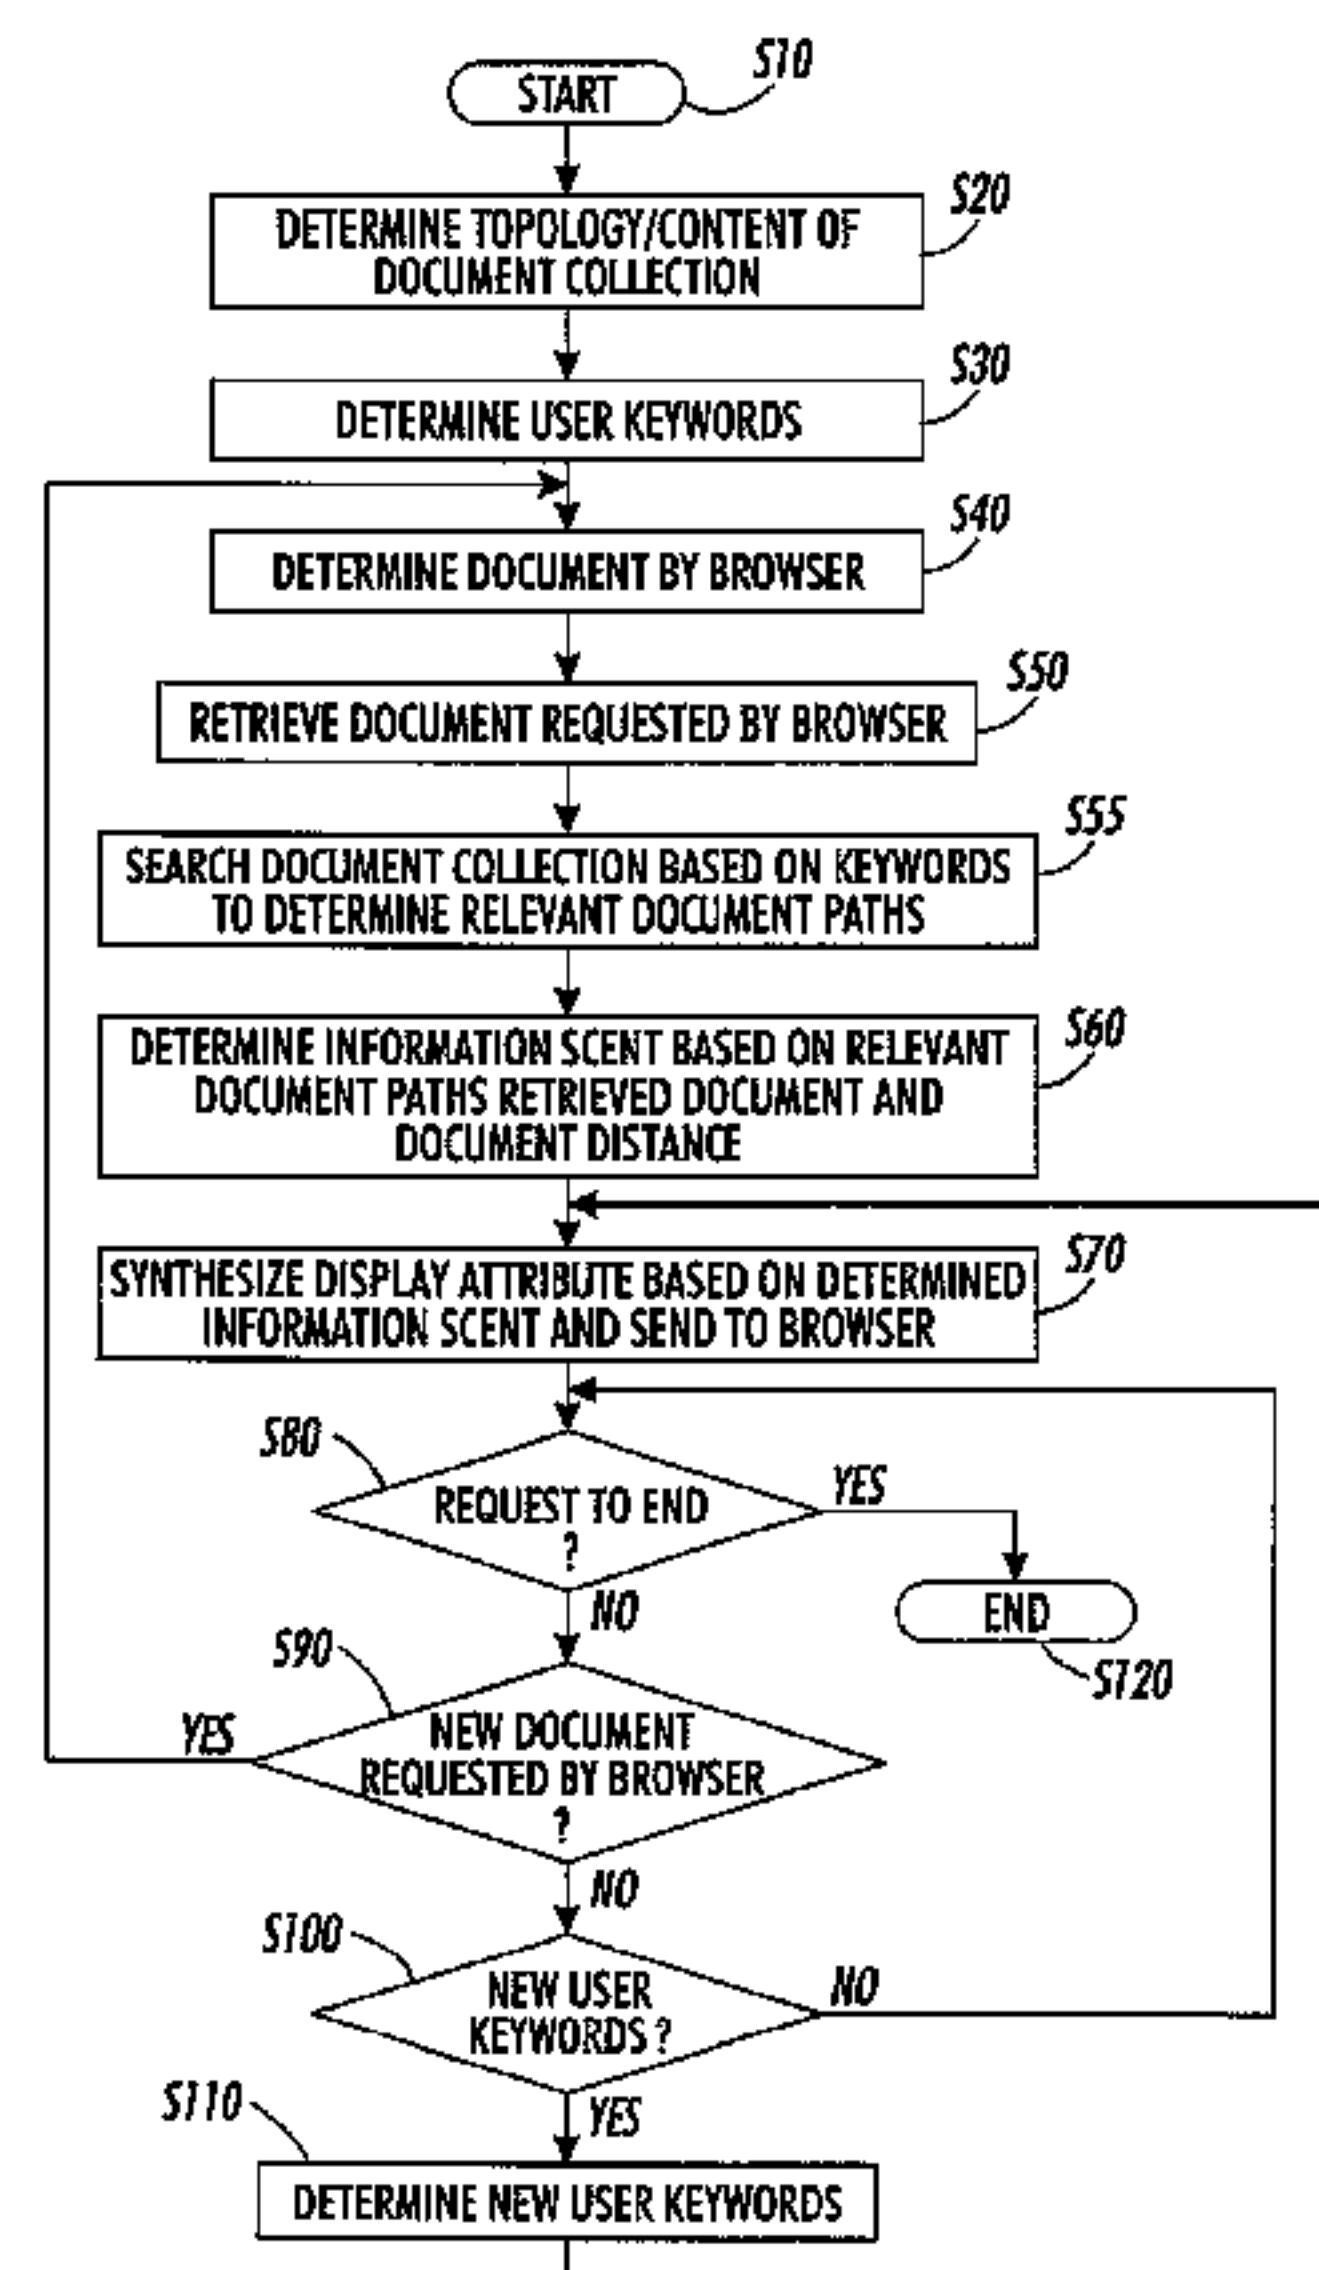 S10
START
S20
DETERMINE TOPOLOGY/CONTENT OF
DOCUMENT COLLECTION
S30
DETERMINE USER KEYWORDS
S40
DETERMINE DOCUMENT BY BROWSER
S50
RETRIEVE DOCUMENT REQUESTED BY BROWSER
S55
SEARCH DOCUMENT COLLECTION BASED ON KEYWORDS
TO DETERMINE RELEVANT DOCUMENT PATHS
S60
DETERMINE INFORMATION SCENT BASED ON RELEVANT
DOCUMENT PATHS RETRIEVED DOCUMENT AND
DOCUMENT DISTANCE
S70
SYNTHESIZE DISPLAY ATTRIBUTE BASED ON DETERMINED
INFORMATION SCENT AND SEND TO BROWSER
S80
REQUEST TO END
?
YES
NO
END
S120
S90
NEW DOCUMENT
REQUESTED BY BROWSER
?
YES
NO
S100
NEW USER
KEYWORDS?
NO
YES
S110
DETERMINE NEW USER KEYWORDS